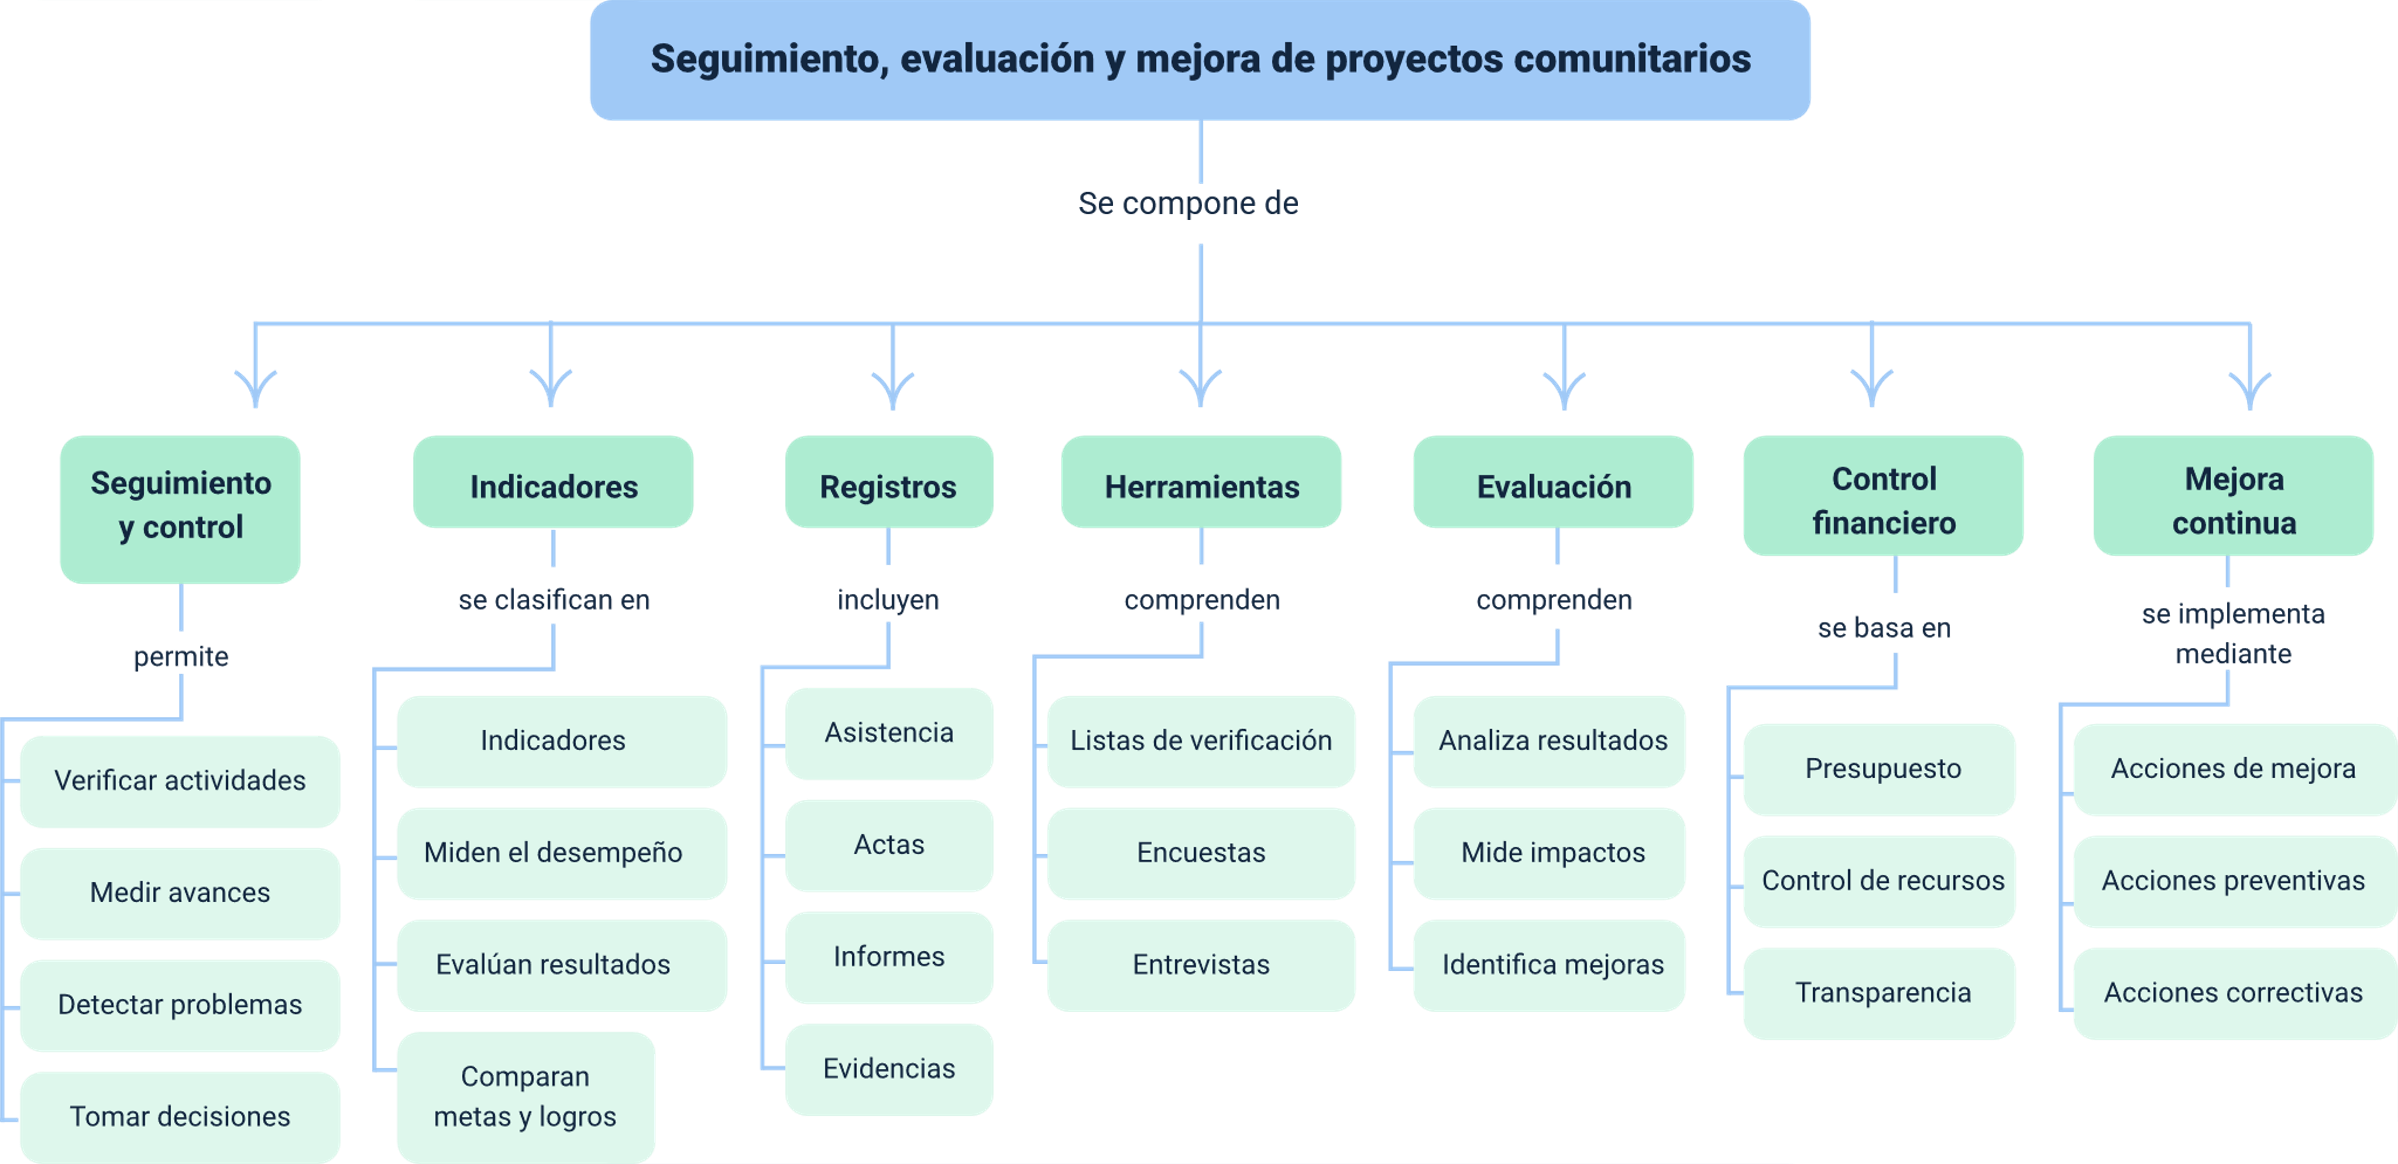 Seguimiento, evaluación y mejora de proyectos comunitarios
Se compone de
Seguimiento
y control
permite
Verificar actividades
Medir avances
Detectar problemas
Tomar decisiones
Indicadores
se clasifican en
Indicadores
Miden el desempeño
Evalúan resultados
Comparan
metas y logros
Registros
incluyen
Asistencia
Actas
Informes
Evidencias
Herramientas
comprenden
Listas de verificación
Encuestas
Entrevistas
Evaluación
comprenden
Analiza resultados
Mide impactos
Identifica mejoras
Control
financiero
se basa en
Presupuesto
Control de recursos
Transparencia
Mejora
continua
se implementa
mediante
Acciones de mejora
Acciones preventivas
Acciones correctivas